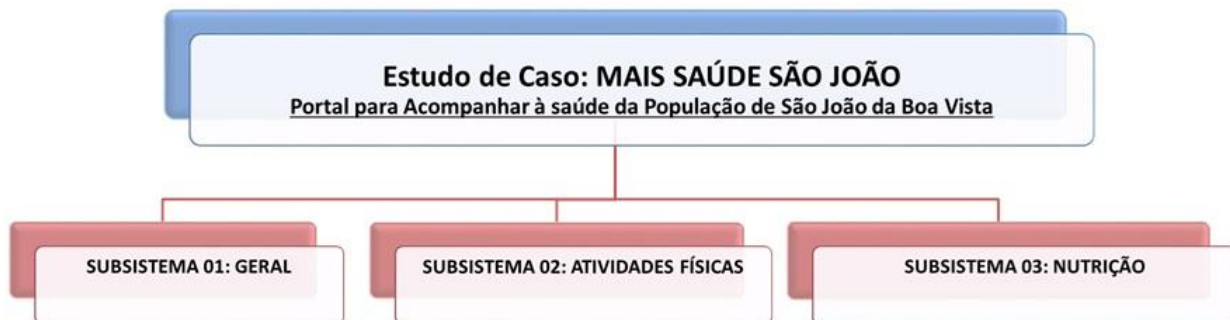 Estudo de Caso: MAIS SAÚDE SÃO JOÃO
Portal para Acompanhar à saúde da População de São João da Boa Vista
SUBSISTEMA 01: GERAL
SUBSISTEMA 02: ATIVIDADES FÍSICAS
SUBSISTEMA 03: NUTRIÇÃO